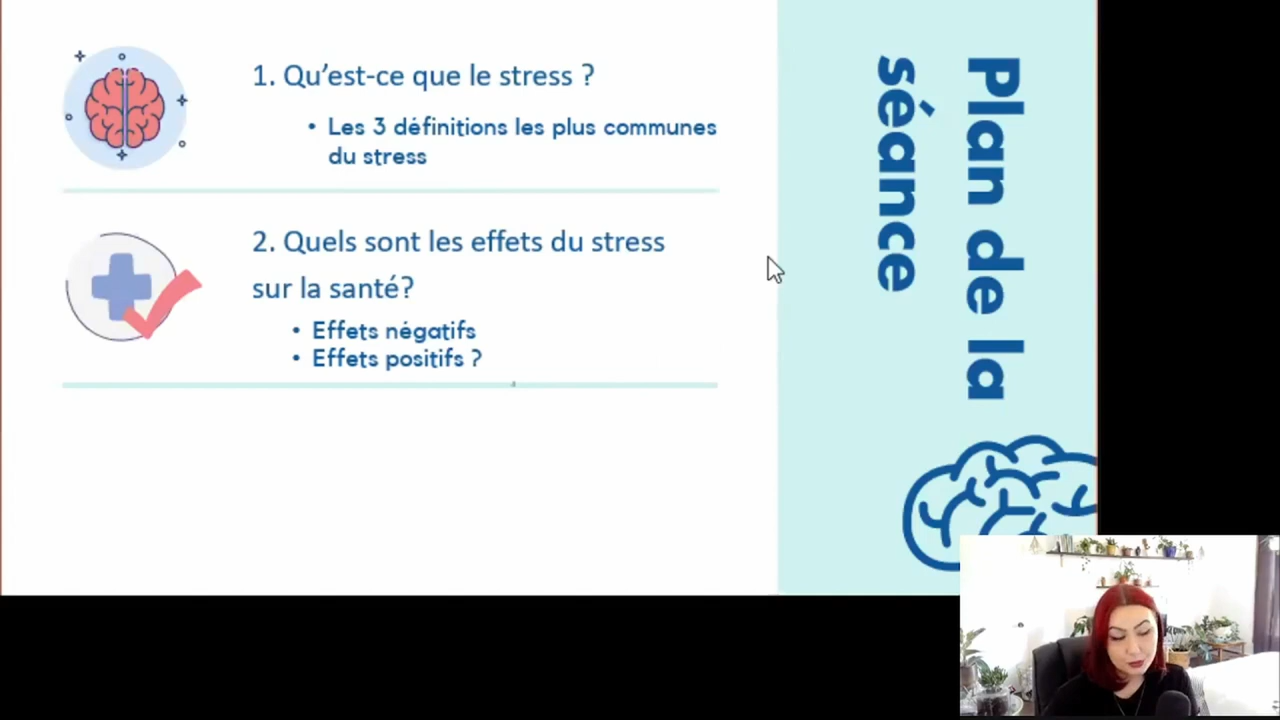 1. Qu’est-ce que le stress ?
• Les 3 définitions les plus communes
du stress
2. Quels sont les effets du stress
sur la santé?
• Effets négatifs
• Effets positifs ?
Plan de la
séance